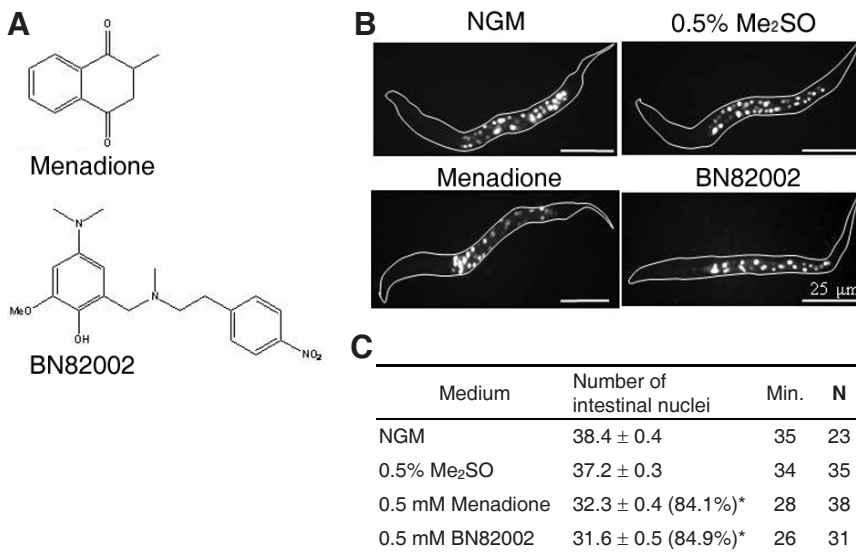 A
O
O
Menadione
N
N
MeO
OH
NO₂
BN82002
B
NGM
0.5% Me₂SO
Menadione
BN82002
25 µm
C
Medium Number of intestinal nuclei Min. N
NGM 38.4 ± 0.4 35 23
0.5% Me₂SO 37.2 ± 0.3 34 35
0.5 mM Menadione 32.3 ± 0.4 (84.1%)* 28 38
0.5 mM BN82002 31.6 ± 0.5 (84.9%)* 26 31